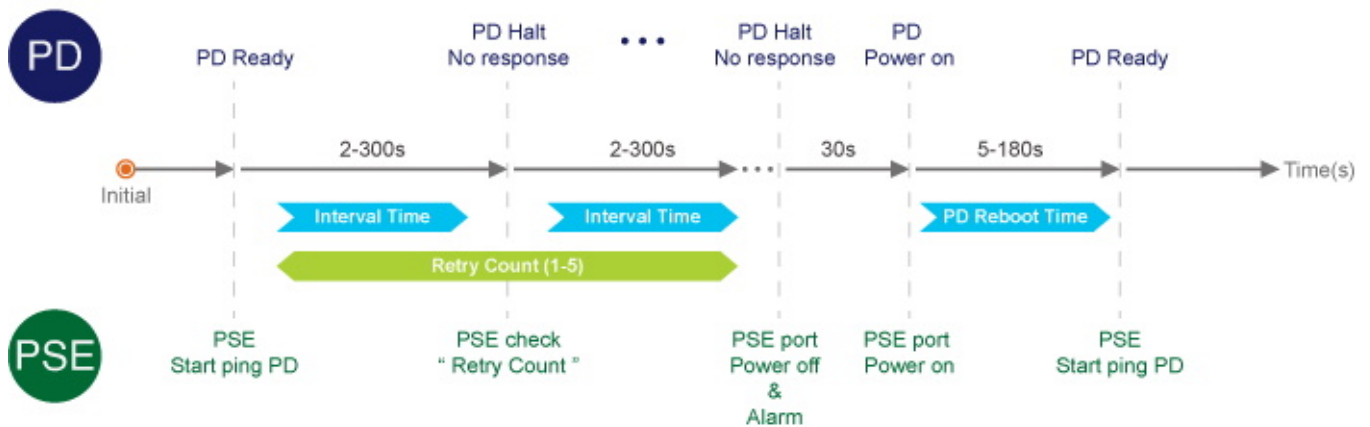 PD
PD Ready
PD Halt
No response
• • •
PD Halt
No response
PD
Power on
PD Ready
2-300s
2-300s
30s
5-180s
Time(s)
Initial
Interval Time
Interval Time
PD Reboot Time
Retry Count (1-5)
PSE
PSE
Start ping PD
PSE check
“ Retry Count ”
PSE port
Power off
&
Alarm
PSE port
Power on
PSE
Start ping PD